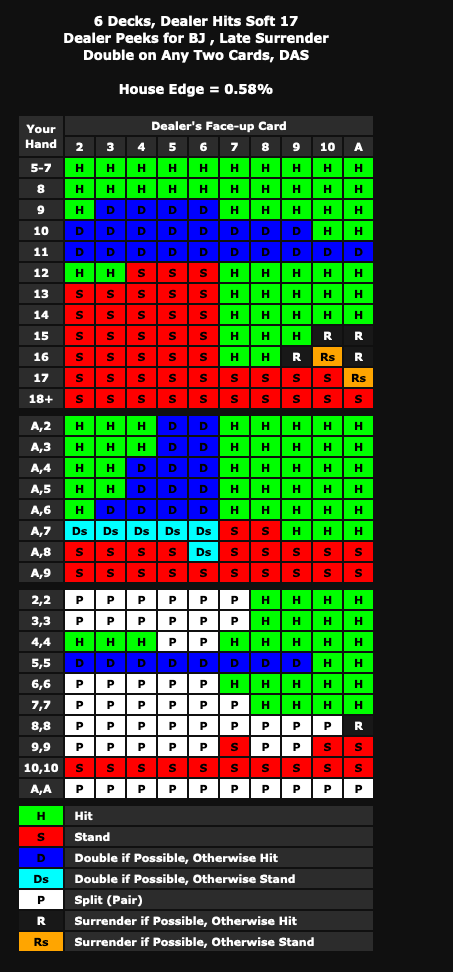 6 Decks, Dealer Hits Soft 17
Dealer Peeks for BJ , Late Surrender
Double on Any Two Cards, DAS
House Edge = 0.58%
Your Hand Dealer's Face-up Card
2 3 4 5 6 7 8 9 10 A
5-7 H H H H H H H H H H
8 H H H H H H H H H H
9 H D D D D H H H H H
10 D D D D D D D D H H
11 D D D D D D D D D D
12 H H S S S H H H H H
13 S S S S S H H H H H
14 S S S S S H H H H H
15 S S S S S H H H R R
16 S S S S S H H R Rs R
17 S S S S S S S S S Rs
18+ S S S S S S S S S S
A,2 H H H D D H H H H H
A,3 H H H D D H H H H H
A,4 H H D D D H H H H H
A,5 H H D D D H H H H H
A,6 H D D D D H H H H H
A,7 Ds Ds Ds Ds Ds S S H H H
A,8 S S S S Ds S S S S S
A,9 S S S S S S S S S S
2,2 P P P P P P H H H H
3,3 P P P P P P H H H H
4,4 H H H P P H H H H H
5,5 D D D D D D D D H H
6,6 P P P P P H H H H H
7,7 P P P P P P H H H H
8,8 P P P P P P P P P R
9,9 P P P P P S P P S S
10,10 S S S S S S S S S S
A,A P P P P P P P P P P
H Hit
S Stand
D Double if Possible, Otherwise Hit
Ds Double if Possible, Otherwise Stand
P Split (Pair)
R Surrender if Possible, Otherwise Hit
Rs Surrender if Possible, Otherwise Stand